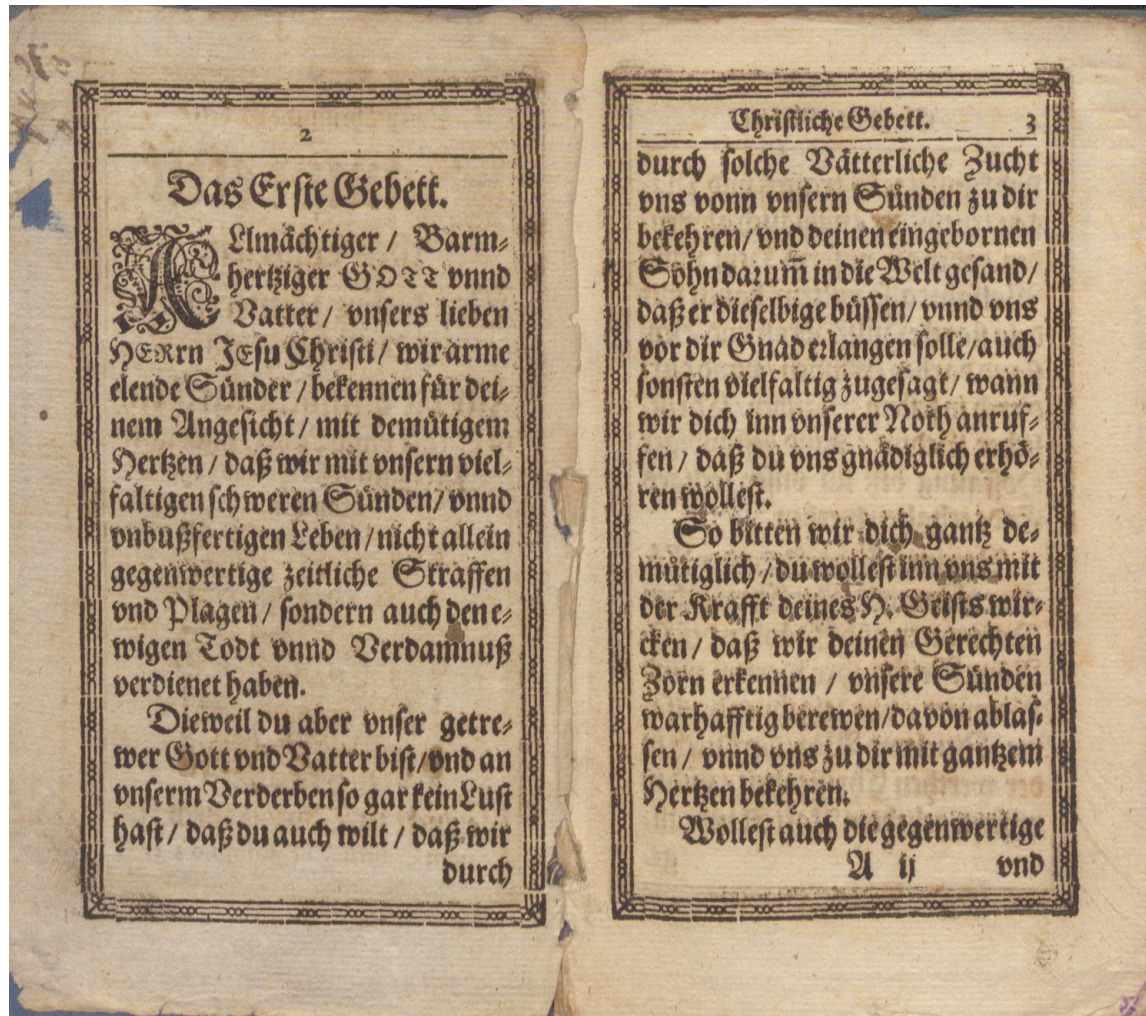 2
Das Erste Gebett.
ALlmächtiger / Barm-
hertziger GOTT vnnd
Vatter / vnsers lieben
HERrn JEsu Christi / wir arme
elende Sünder / bekennen für dei-
nem Angesicht / mit demütigem
Hertzen / daß wir mit vnsern viel-
faltigen schweren Sünden / vnnd
vnbußfertigen Leben / nicht allein
gegenwertige zeitliche Straffen
vnd Plagen / sondern auch den e-
wigen Todt vnnd Verdamnuß
verdienet haben.
Dieweil du aber vnser getre-
wer Gott vnd Vatter bist / vnd an
vnserm Verderben so gar kein Lust
hast / daß du auch wilt / daß wir
durch
Christliche Gebett. 3
durch solche Vätterliche Zucht
vns vonn vnsern Sünden zu dir
bekehren / vnd deinen eingebornen
Sohn darum̃ in die Welt gesand /
daß er dieselbige büssen / vnnd vns
vor dir Gnad erlangen solle / auch
sonsten vielfaltig zugesagt / wann
wir dich inn vnserer Noth anruf-
fen / daß du vns gnädiglich erhö-
ren wollest.
So bitten wir dich gantz de-
mütiglich / du wollest inn vns mit
der Krafft deines H. Geists wir-
cken / daß wir deinen Gerechten
Zorn erkennen / vnsere Sünden
warhafftig berewen / davon ablas-
sen / vnnd vns zu dir mit gantzem
Hertzen bekehren.
Wollest auch die gegenwertige
A ij vnd